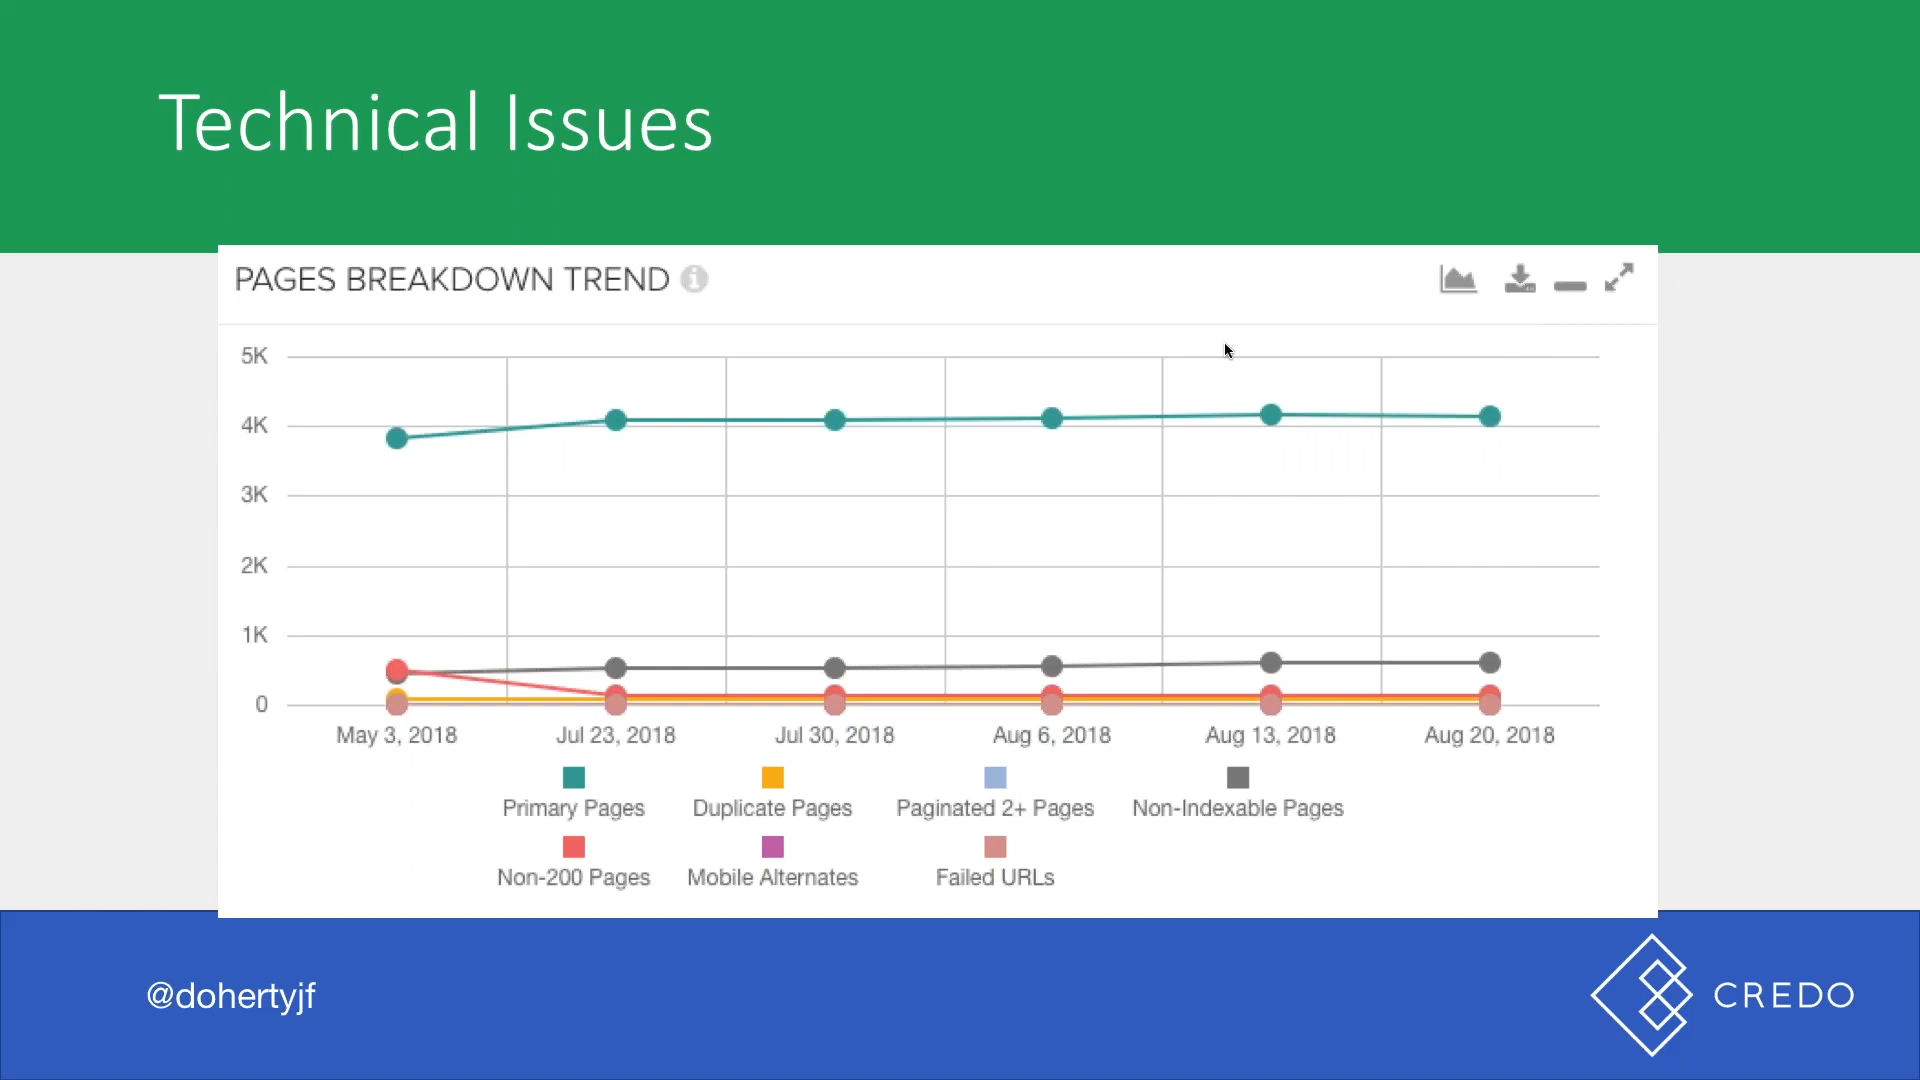 Technical Issues
PAGES BREAKDOWN TREND
5K
4K
3K
2K
1K
0
May 3, 2018 Jul 23, 2018 Jul 30, 2018 Aug 6, 2018 Aug 13, 2018 Aug 20, 2018
Primary Pages Duplicate Pages Paginated 2+ Pages Non-Indexable Pages
Non-200 Pages Mobile Alternates Failed URLs
@dohertyjf
CREDO